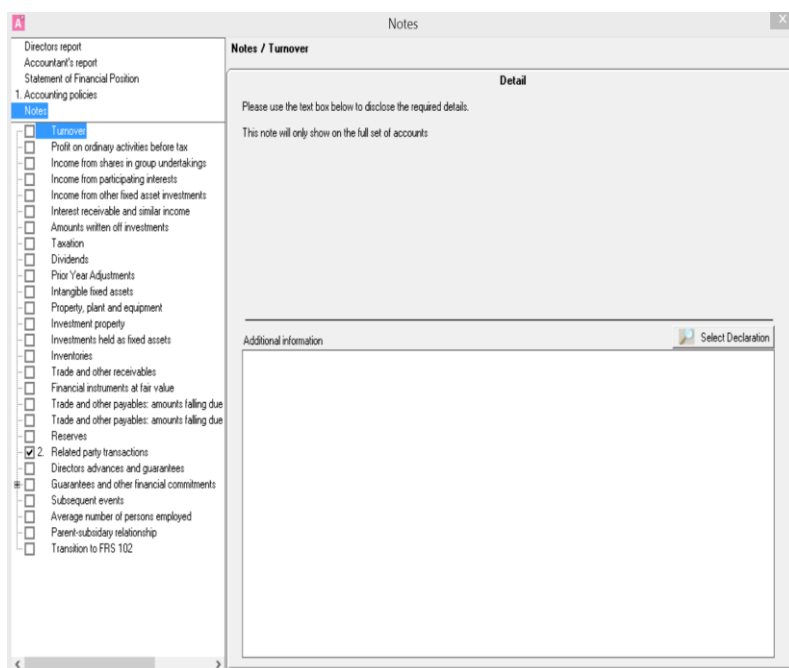 Notes
X
Directors report
Accountant's report
Statement of Financial Position
1. Accounting policies
Notes
Turnover
Profit on ordinary activities before tax
Income from shares in group undertakings
Income from participating interests
Income from other fixed asset investments
Interest receivable and similar income
Amounts written off investments
Taxation
Dividends
Prior Year Adjustments
Intangible fixed assets
Property, plant and equipment
Investment property
Investments held as fixed assets
Inventories
Trade and other receivables
Financial instruments at fair value
Trade and other payables: amounts falling due
Trade and other payables: amounts falling due
Reserves
2. Related party transactions
Directors advances and guarantees
Guarantees and other financial commitments
Subsequent events
Average number of persons employed
Parent-subsidary relationship
Transition to FRS 102
Notes / Turnover
Detail
Please use the text box below to disclose the required details.
This note will only show on the full set of accounts
Additional information
Select Declaration